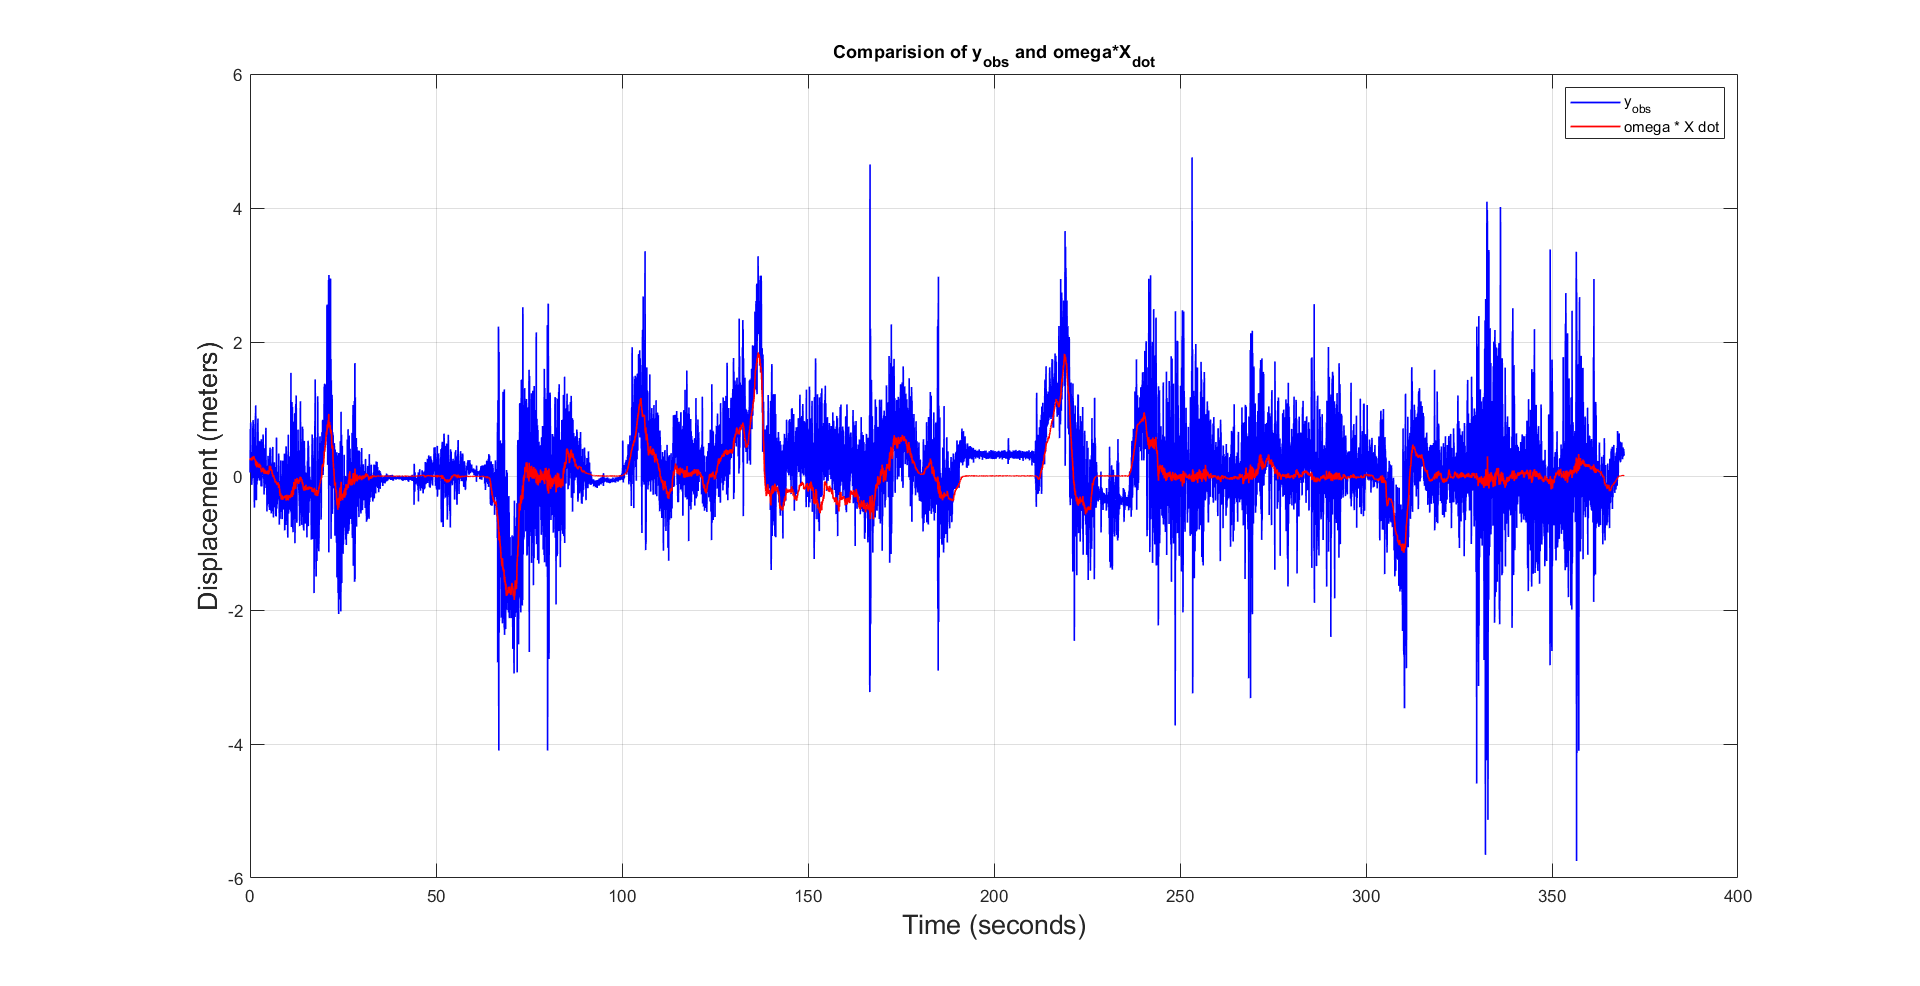 Comparision of y_obs and omega*X_dot
y_obs
omega * X dot
Displacement (meters)
6
4
2
0
-2
-4
-6
0 50 100 150 200 250 300 350 400
Time (seconds)